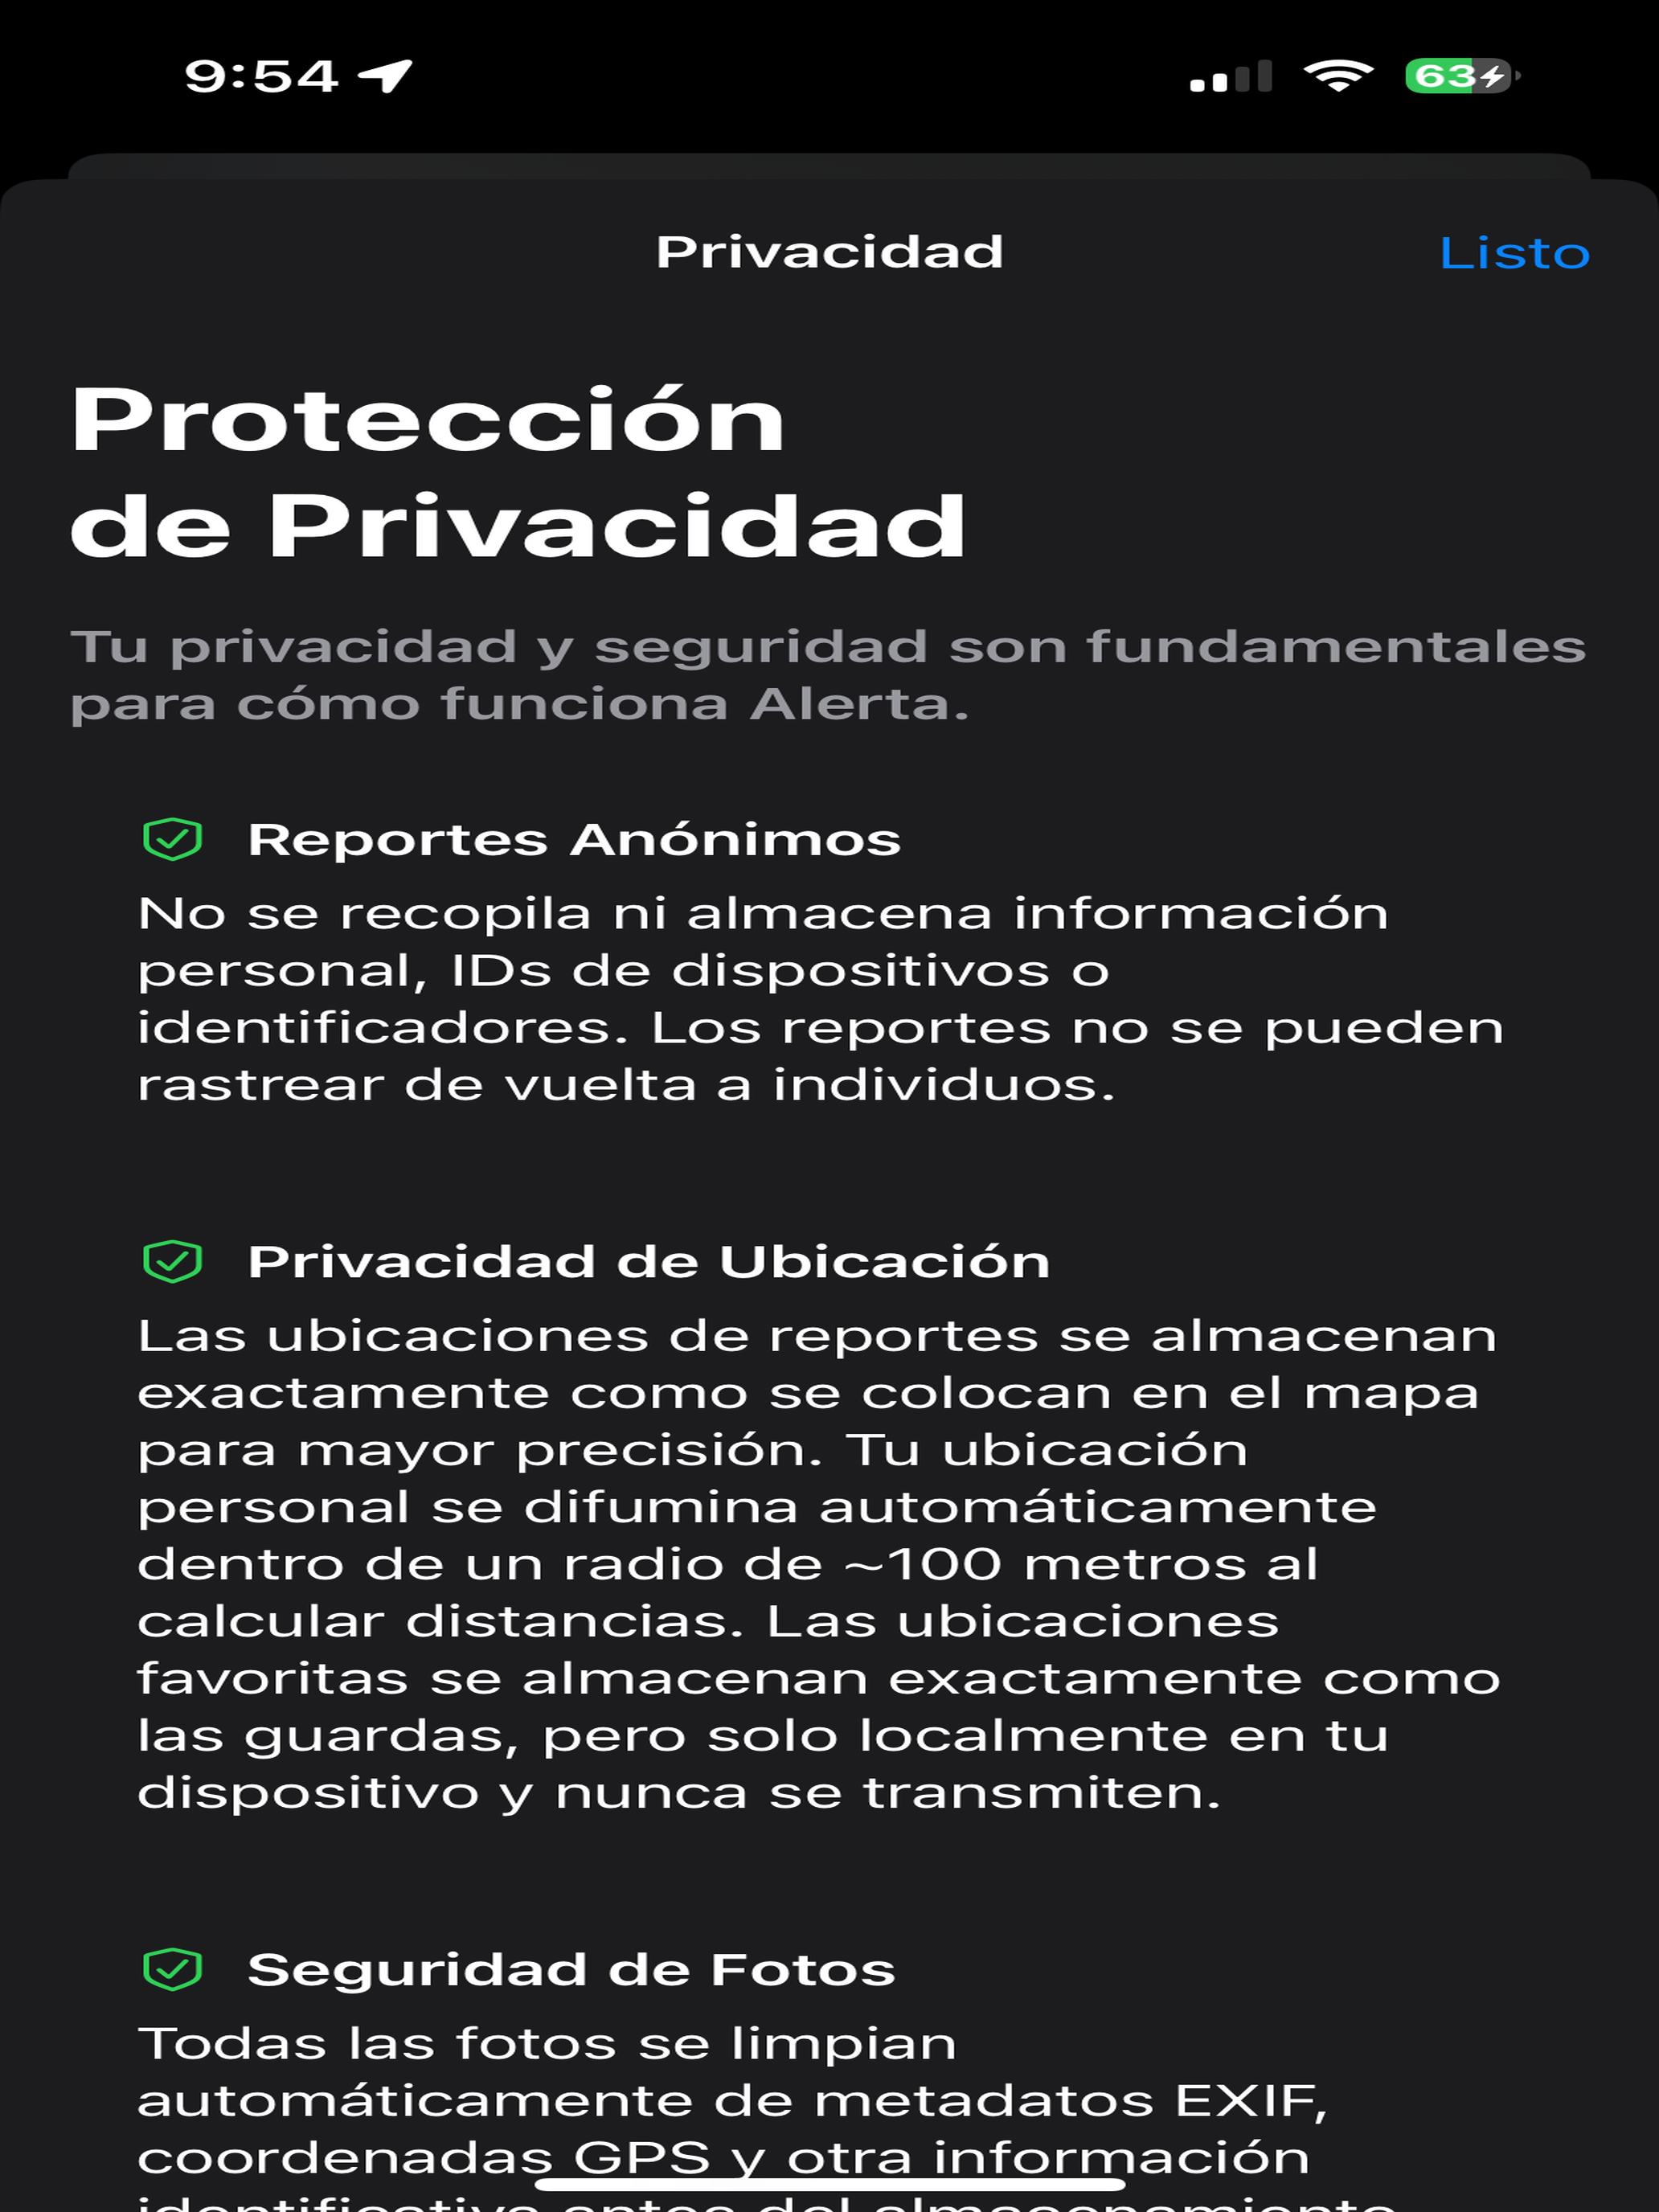 9:54
63
Privacidad
Listo
Protección
de Privacidad
Tu privacidad y seguridad son fundamentales
para cómo funciona Alerta.
Reportes Anónimos
No se recopila ni almacena información
personal, IDs de dispositivos o
identificadores. Los reportes no se pueden
rastrear de vuelta a individuos.
Privacidad de Ubicación
Las ubicaciones de reportes se almacenan
exactamente como se colocan en el mapa
para mayor precisión. Tu ubicación
personal se difumina automáticamente
dentro de un radio de ~100 metros al
calcular distancias. Las ubicaciones
favoritas se almacenan exactamente como
las guardas, pero solo localmente en tu
dispositivo y nunca se transmiten.
Seguridad de Fotos
Todas las fotos se limpian
automáticamente de metadatos EXIF,
coordenadas GPS y otra información
identificativa antes del almacenamiento